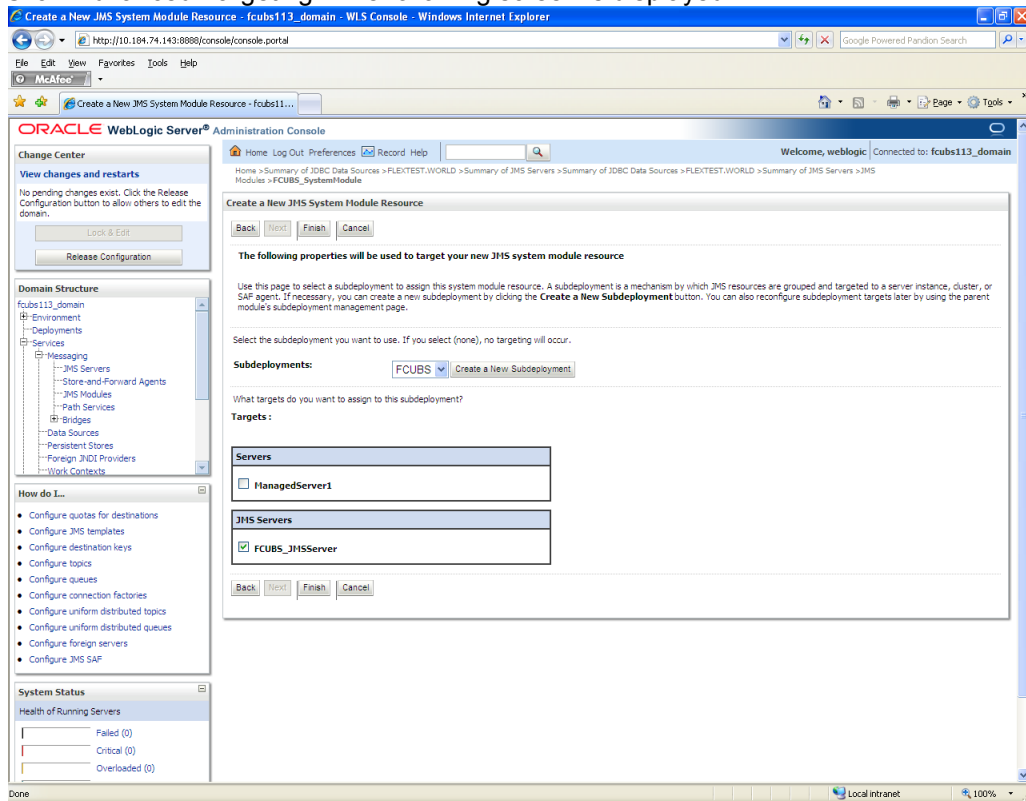 Create a New JMS System Module Resource - fcubs113_domain - WLS Console - Windows Internet Explorer
http://10.184.74.143:8888/console/console.portal
Google Powered Pandion Search
File Edit View Favorites Tools Help
McAfee
Create a New JMS System Module Resource - fcubs11...
Page Tools
ORACLE WebLogic Server® Administration Console
Change Center
View changes and restarts
No pending changes exist. Click the Release
Configuration button to allow others to edit the
domain.
Lock & Edit
Release Configuration
Domain Structure
fcubs113_domain
Environment
Deployments
Services
Messaging
JMS Servers
Store-and-Forward Agents
JMS Modules
Path Services
Bridges
Data Sources
Persistent Stores
Foreign JNDI Providers
Work Contexts
How do I...
Configure quotas for destinations
Configure JMS templates
Configure destination keys
Configure topics
Configure queues
Configure connection factories
Configure uniform distributed topics
Configure uniform distributed queues
Configure foreign servers
Configure JMS SAF
System Status
Health of Running Servers
Failed (0)
Critical (0)
Overloaded (0)
Home Log Out Preferences Record Help
Welcome, weblogic Connected to: fcubs113_domain
Home >Summary of JDBC Data Sources >FLEXTEST.WORLD >Summary of JMS Servers >Summary of JDBC Data Sources >FLEXTEST.WORLD >Summary of JMS Servers >JMS
Modules >FCUBS_SystemModule
Create a New JMS System Module Resource
Back Next Finish Cancel
The following properties will be used to target your new JMS system module resource
Use this page to select a subdeployment to assign this system module resource. A subdeployment is a mechanism by which JMS resources are grouped and targeted to a server instance, cluster, or
SAF agent. If necessary, you can create a new subdeployment by clicking the Create a New Subdeployment button. You can also reconfigure subdeployment targets later by using the parent
module's subdeployment management page.
Select the subdeployment you want to use. If you select (none), no targeting will occur.
Subdeployments: FCUBS Create a New Subdeployment
What targets do you want to assign to this subdeployment?
Targets :
Servers
ManagedServer1
JMS Servers
FCUBS_JMSServer
Back Next Finish Cancel
Done
Local intranet
100%